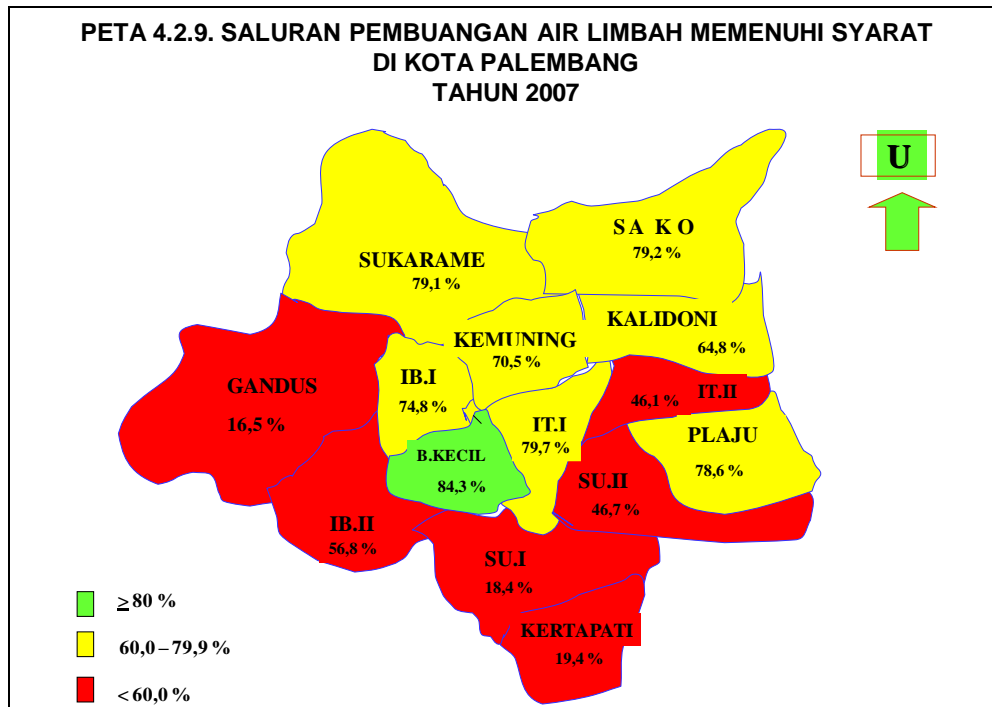 PETA 4.2.9. SALURAN PEMBUANGAN AIR LIMBAH MEMENUHI SYARAT
DI KOTA PALEMBANG
TAHUN 2007
U
S A K O
79,2 %
SUKARAME
79,1 %
KALIDONI
64,8 %
KEMUNING
70,5 %
IB.I
74,8 %
GANDUS
16,5 %
IT.II
46,1 %
IT.I
79,7 %
PLAJU
78,6 %
B.KECIL
84,3 %
SU.II
46,7 %
IB.II
56,8 %
SU.I
18,4 %
KERTAPATI
19,4 %
≥ 80 %
60,0 – 79,9 %
< 60,0 %